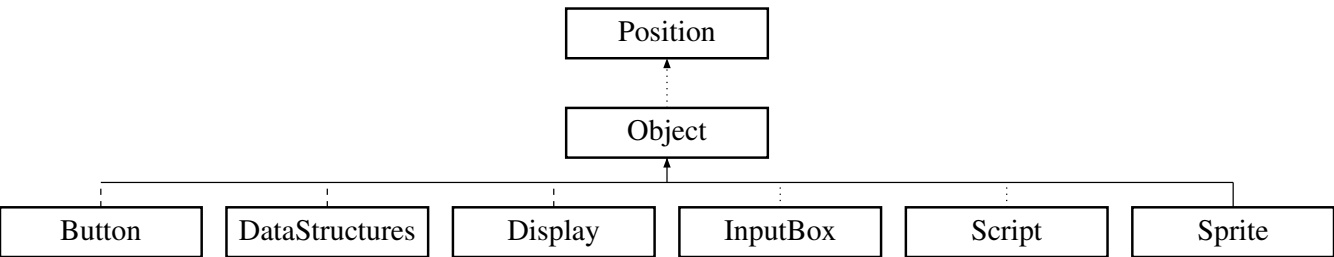 Position
Object
Button DataStructures Display InputBox Script Sprite